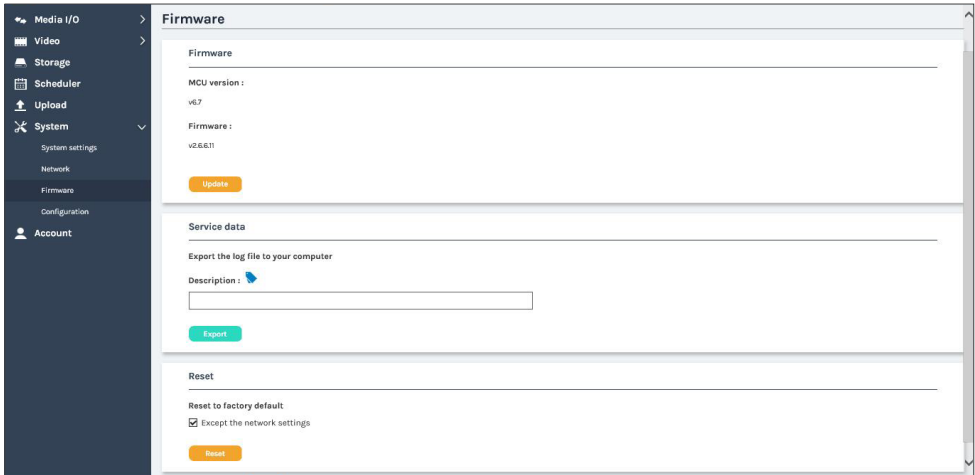 Media I/O
Video
Storage
Scheduler
Upload
System
System settings
Network
Firmware
Configuration
Account
Firmware
Firmware
MCU version :
v6.7
Firmware :
v2.6.6.11
Update
Service data
Export the log file to your computer
Description :
Export
Reset
Reset to factory default
Except the network settings
Reset